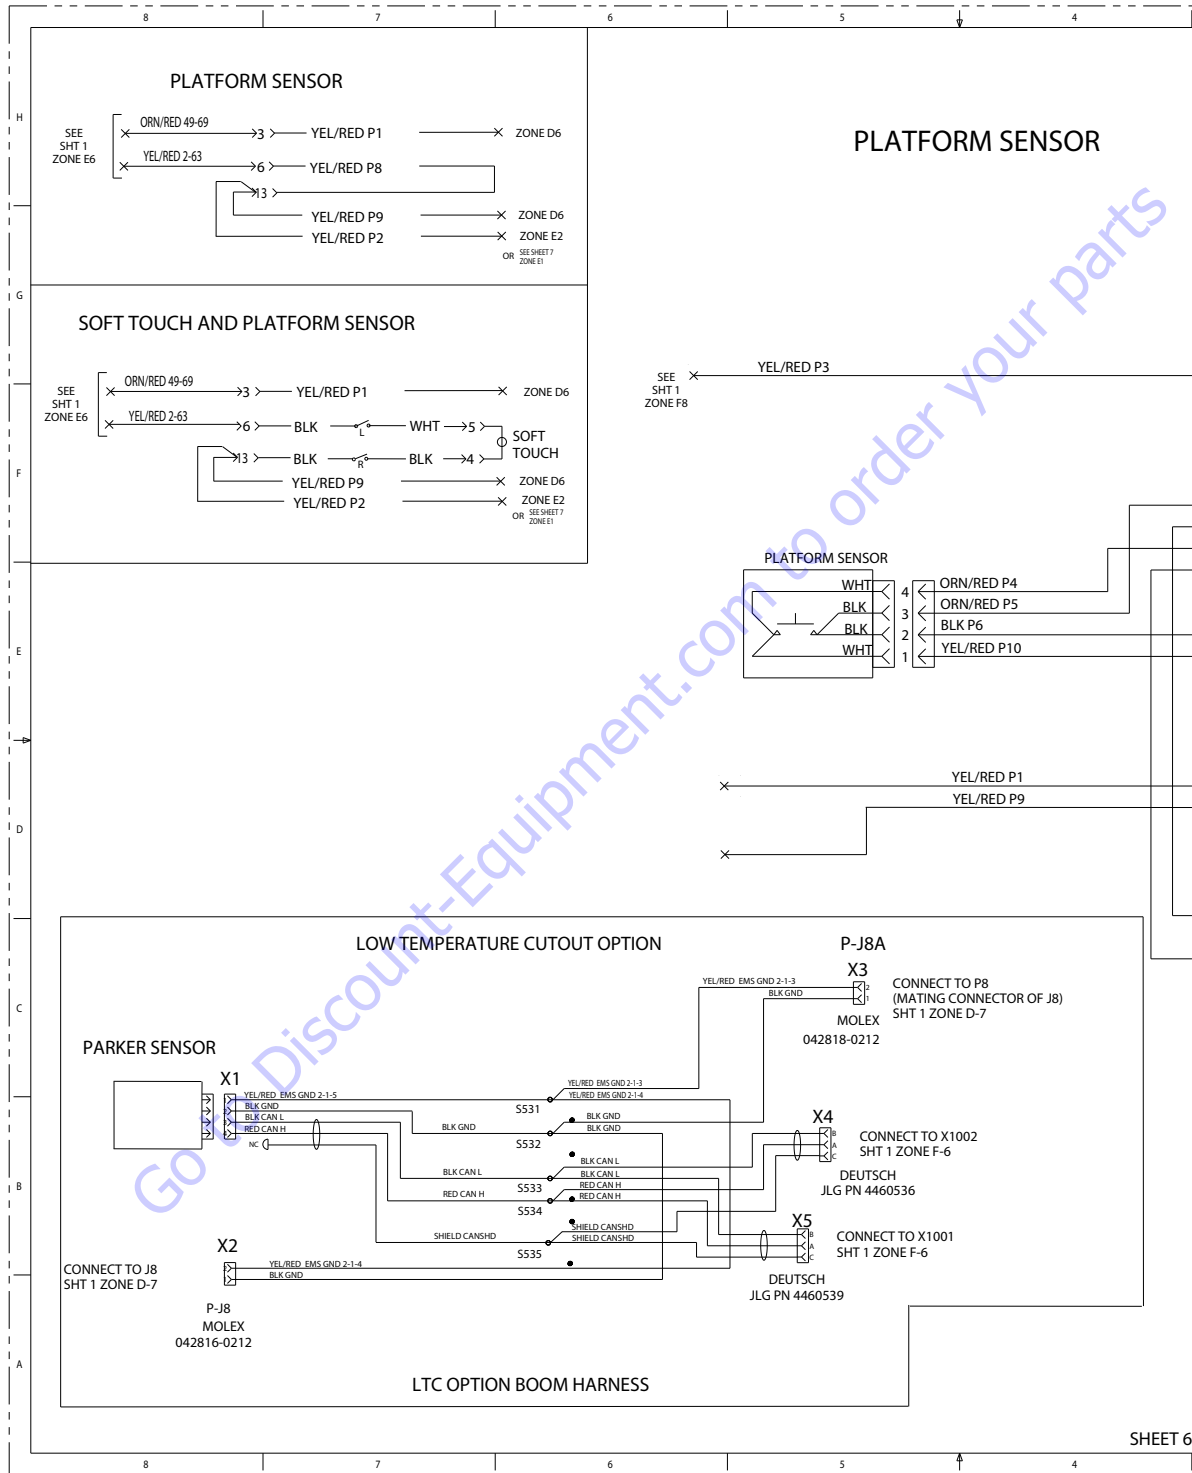 8 7 6 5 4
H
PLATFORM SENSOR
SEE
SHT 1
ZONE E6
ORN/RED 49-69
3
YEL/RED P1
ZONE D6
YEL/RED 2-63
6
YEL/RED P8
13
YEL/RED P9
ZONE D6
YEL/RED P2
ZONE E2
OR SEE SHEET 7
ZONE E1
PLATFORM SENSOR
G
SOFT TOUCH AND PLATFORM SENSOR
SEE
SHT 1
ZONE E6
ORN/RED 49-69
3
YEL/RED P1
ZONE D6
YEL/RED 2-63
6
BLK
L
WHT
5
SOFT
TOUCH
13
BLK
R
BLK
4
YEL/RED P9
ZONE D6
YEL/RED P2
ZONE E2
OR SEE SHEET 7
ZONE E1
SEE
SHT 1
ZONE F8
YEL/RED P3
F
PLATFORM SENSOR
WHT 4 ORN/RED P4
BLK 3 ORN/RED P5
BLK 2 BLK P6
WHT 1 YEL/RED P10
E
YEL/RED P1
YEL/RED P9
D
LOW TEMPERATURE CUTOUT OPTION
P-J8A
X3
YEL/RED EMS GND 2-1-3
2
BLK GND
1
CONNECT TO P8
(MATING CONNECTOR OF J8)
SHT 1 ZONE D-7
MOLEX
042818-0212
C
PARKER SENSOR
X1
1
YEL/RED EMS GND 2-1-5
2
BLK GND
3
BLK CAN L
4
RED CAN H
NC
YEL/RED EMS GND 2-1-3
YEL/RED EMS GND 2-1-4
S531
BLK GND
BLK GND
BLK GND
S532
BLK CAN L
BLK CAN L
BLK CAN L
S533
RED CAN H
RED CAN H
RED CAN H
S534
SHIELD CANSHD
SHIELD CANSHD
SHIELD CANSHD
S535
X4
B
A
C
CONNECT TO X1002
SHT 1 ZONE F-6
DEUTSCH
JLG PN 4460536
B
X5
B
A
C
CONNECT TO X1001
SHT 1 ZONE F-6
DEUTSCH
JLG PN 4460539
X2
CONNECT TO J8
SHT 1 ZONE D-7
2
YEL/RED EMS GND 2-1-4
1
BLK GND
P-J8
MOLEX
042816-0212
A
LTC OPTION BOOM HARNESS
SHEET 6
8 7 6 5 4
Go to Discount-Equipment.com to order your parts